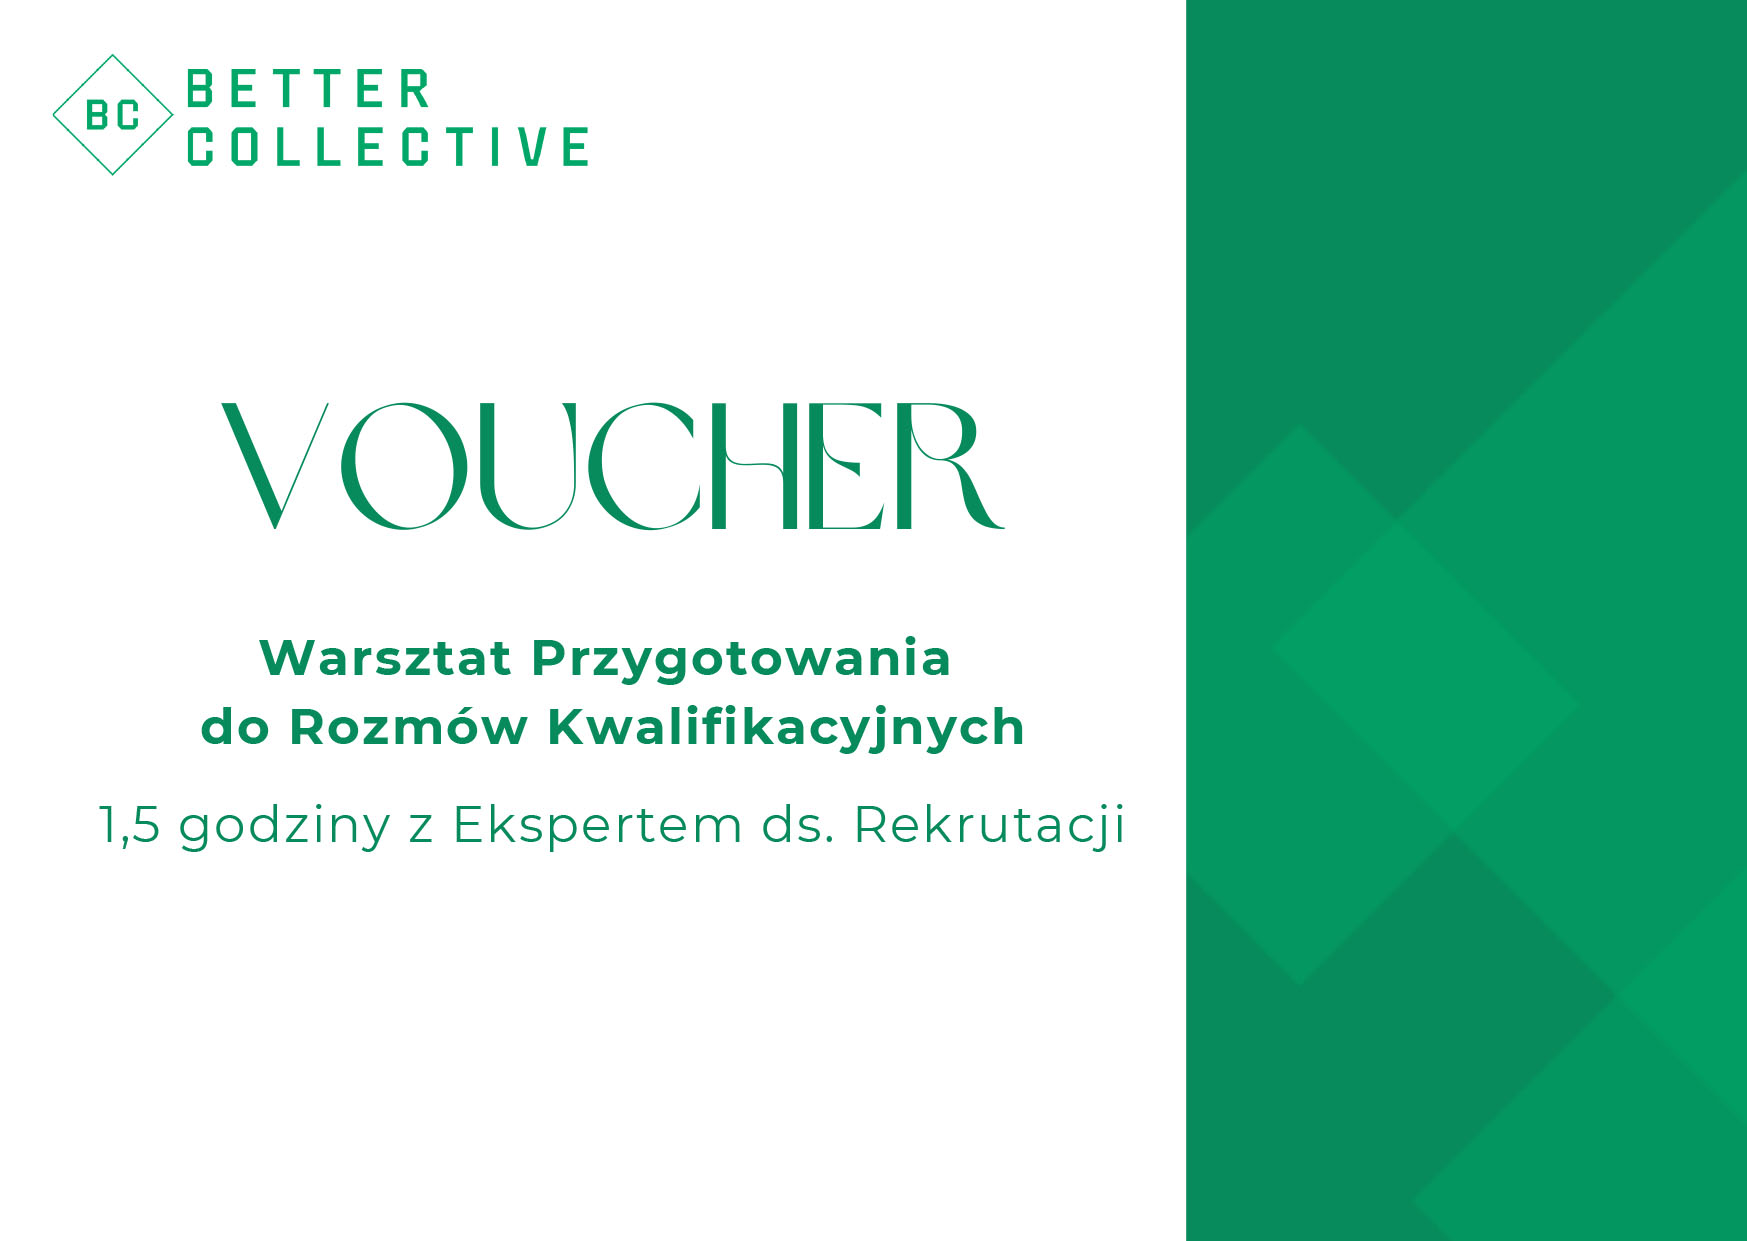 BC
BETTER
COLLECTIVE
VOUCHER
Warsztat Przygotowania
do Rozmów Kwalifikacyjnych
1,5 godziny z Ekspertem ds. Rekrutacji